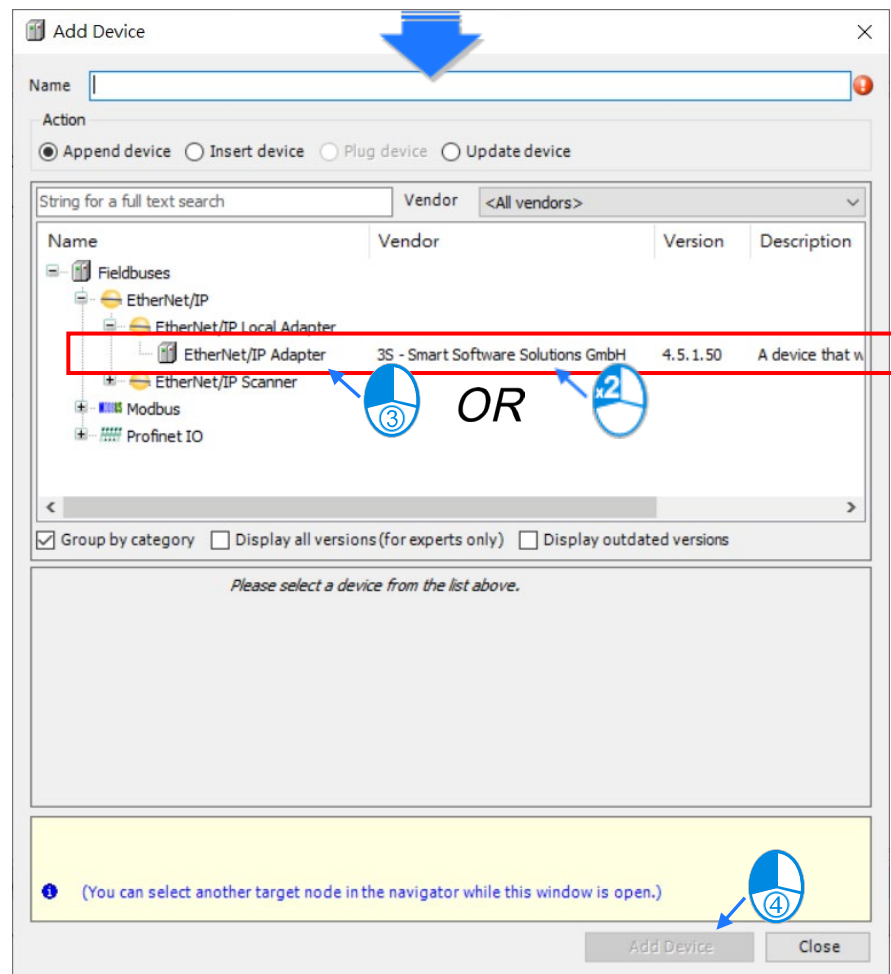 Add Device
Name
Action
Append device Insert device Plug device Update device
String for a full text search Vendor <All vendors>
Name Vendor Version Description
Fieldbuses
EtherNet/IP
EtherNet/IP Local Adapter
EtherNet/IP Adapter 3S - Smart Software Solutions GmbH 4.5.1.50 A device that w
EtherNet/IP Scanner
x2
③ OR
Modbus
Profinet IO
Group by category Display all versions (for experts only) Display outdated versions
Please select a device from the list above.
(You can select another target node in the navigator while this window is open.)
④
Add Device Close